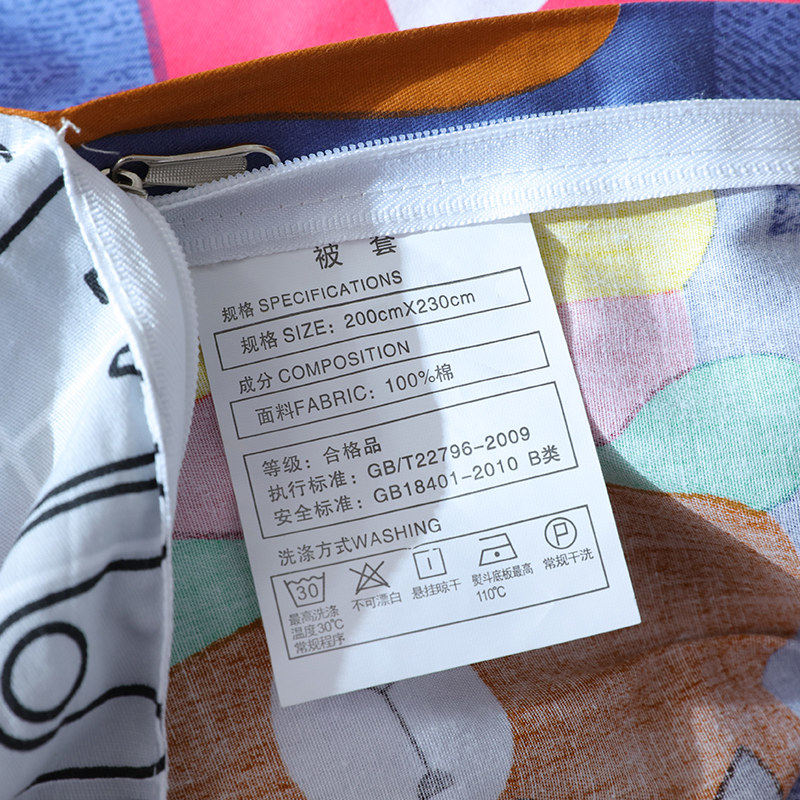 被套
规格 SPECIFICATIONS
规格 SIZE: 200cmX230cm
成分 COMPOSITION
面料FABRIC: 100%棉
等级: 合格品
执行标准: GB/T22796-2009
安全标准: GB18401-2010 B类
洗涤方式WASHING
30 P
最高洗涤温度30℃常规程序 不可漂白 悬挂晾干 熨斗底板最高110℃ 常规干洗